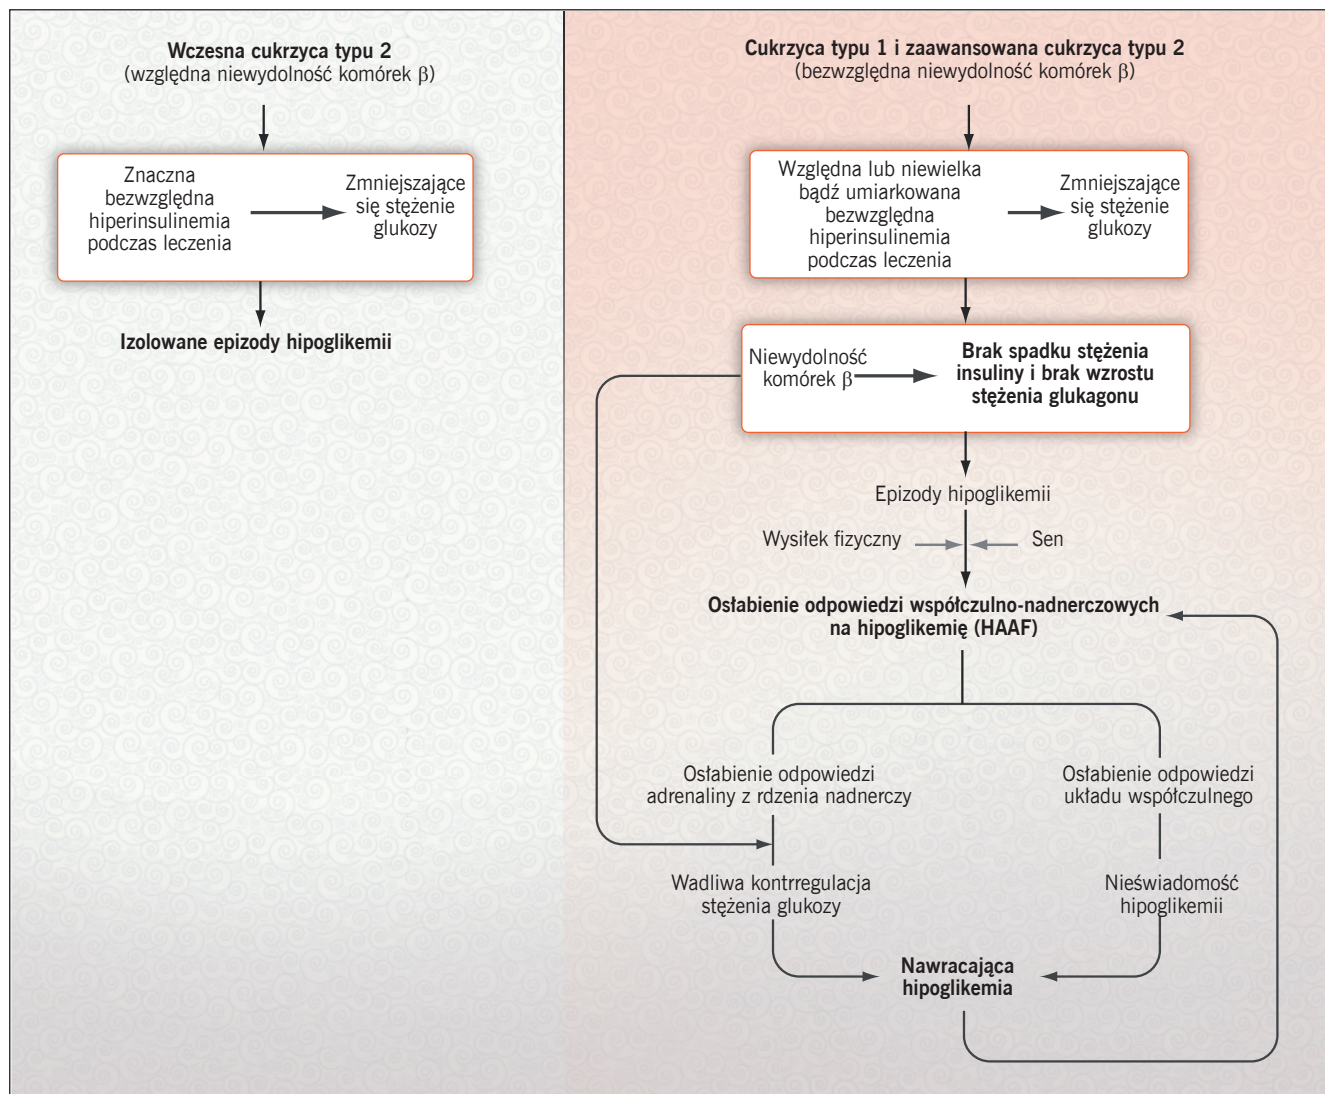 Wczesna cukrzyca typu 2
(względna niewydolność komórek β)
Znaczna
bezwzględna
hiperinsulinemia
podczas leczenia
Zmniejszające
się stężenie
glukozy
Izolowane epizody hipoglikemii
Cukrzyca typu 1 i zaawansowana cukrzyca typu 2
(bezwzględna niewydolność komórek β)
Względna lub niewielka
bądź umiarkowana
bezwzględna
hiperinsulinemia
podczas leczenia
Zmniejszające
się stężenie
glukozy
Niewydolność
komórek β
Brak spadku stężenia
insuliny i brak wzrostu
stężenia glukagonu
Epizody hipoglikemii
Wysiłek fizyczny
Sen
Osłabienie odpowiedzi współczulno-nadnerczowych
na hipoglikemię (HAAF)
Osłabienie odpowiedzi
adrenaliny z rdzenia nadnerczy
Osłabienie odpowiedzi
układu współczulnego
Wadliwa kontrregulacja
stężenia glukozy
Nieświadomość
hipoglikemii
Nawracająca
hipoglikemia